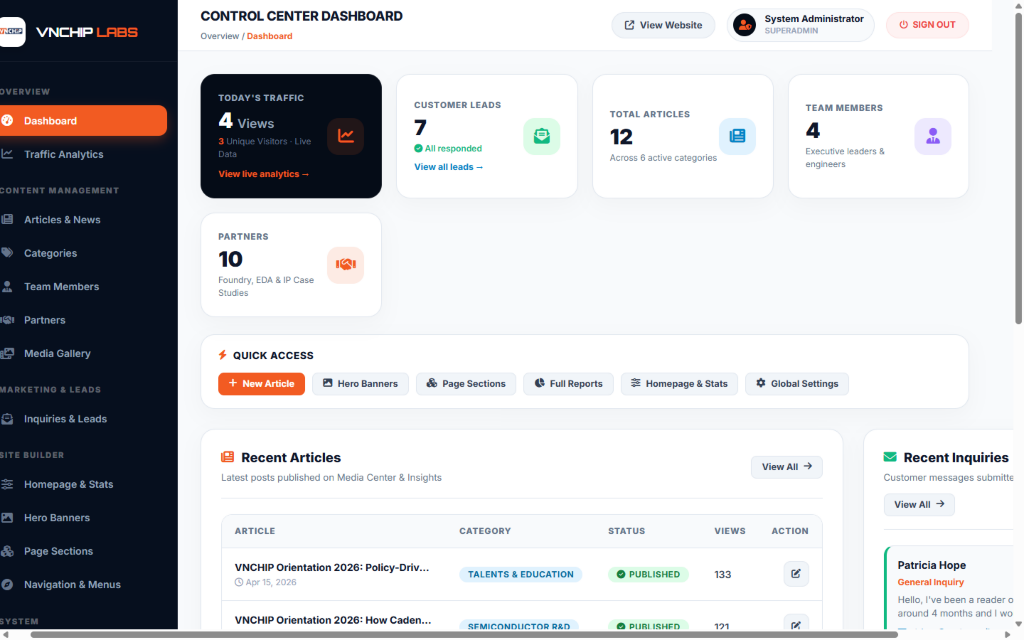 VNCHIP LABS
OVERVIEW
Dashboard
Traffic Analytics
CONTENT MANAGEMENT
Articles & News
Categories
Team Members
Partners
Media Gallery
MARKETING & LEADS
Inquiries & Leads
SITE BUILDER
Homepage & Stats
Hero Banners
Page Sections
Navigation & Menus
SYSTEM
CONTROL CENTER DASHBOARD
Overview / Dashboard
View Website
System Administrator
SUPERADMIN
SIGN OUT
TODAY'S TRAFFIC
4 Views
3 Unique Visitors · Live
Data
View live analytics →
CUSTOMER LEADS
7
All responded
View all leads →
TOTAL ARTICLES
12
Across 6 active categories
TEAM MEMBERS
4
Executive leaders &
engineers
PARTNERS
10
Foundry, EDA & IP Case
Studies
QUICK ACCESS
New Article
Hero Banners
Page Sections
Full Reports
Homepage & Stats
Global Settings
Recent Articles
Latest posts published on Media Center & Insights
View All →
ARTICLE CATEGORY STATUS VIEWS ACTION
VNCHIP Orientation 2026: Policy-Driv...
Apr 15, 2026
TALENTS & EDUCATION
PUBLISHED
133
VNCHIP Orientation 2026: How Caden...
SEMICONDUCTOR R&D
PUBLISHED
121
Recent Inquiries
Customer messages submitte
View All →
Patricia Hope
General Inquiry
Hello, I've been a reader o
around 4 months and I wo